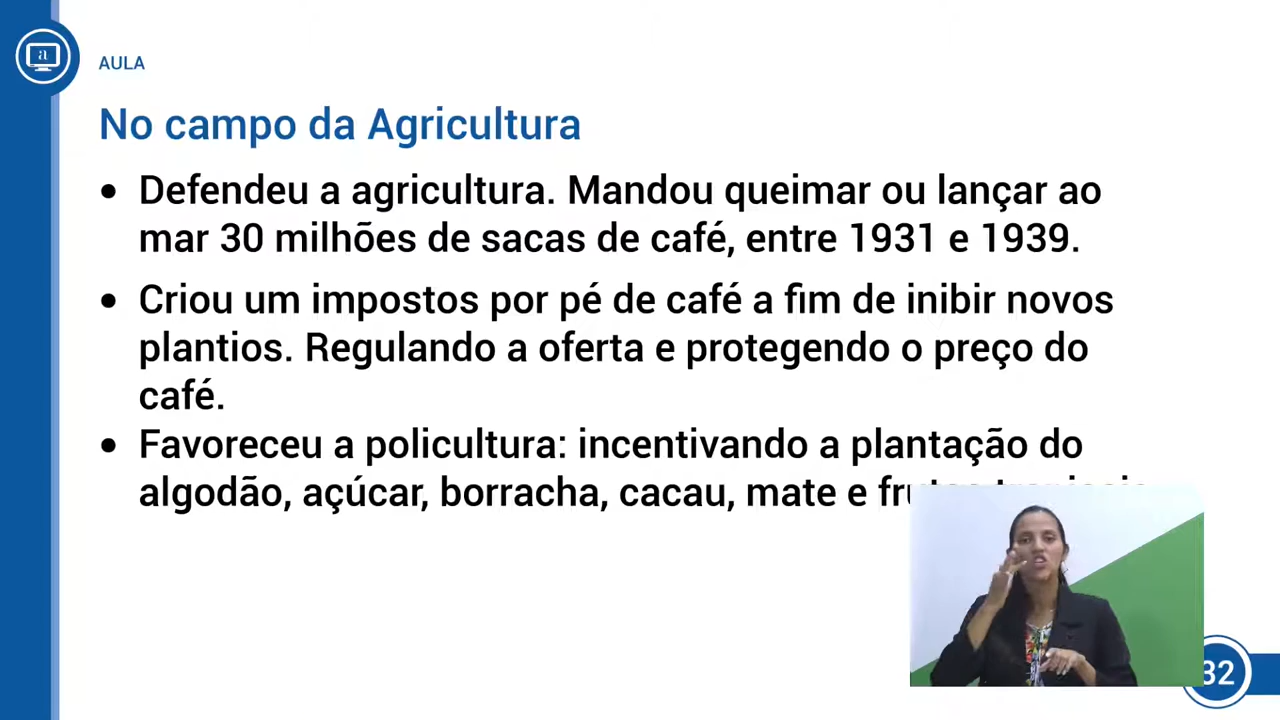 a
AULA
No campo da Agricultura
• Defendeu a agricultura. Mandou queimar ou lançar ao
mar 30 milhões de sacas de café, entre 1931 e 1939.
• Criou um impostos por pé de café a fim de inibir novos
plantios. Regulando a oferta e protegendo o preço do
café.
• Favoreceu a policultura: incentivando a plantação do
algodão, açúcar, borracha, cacau, mate e
32